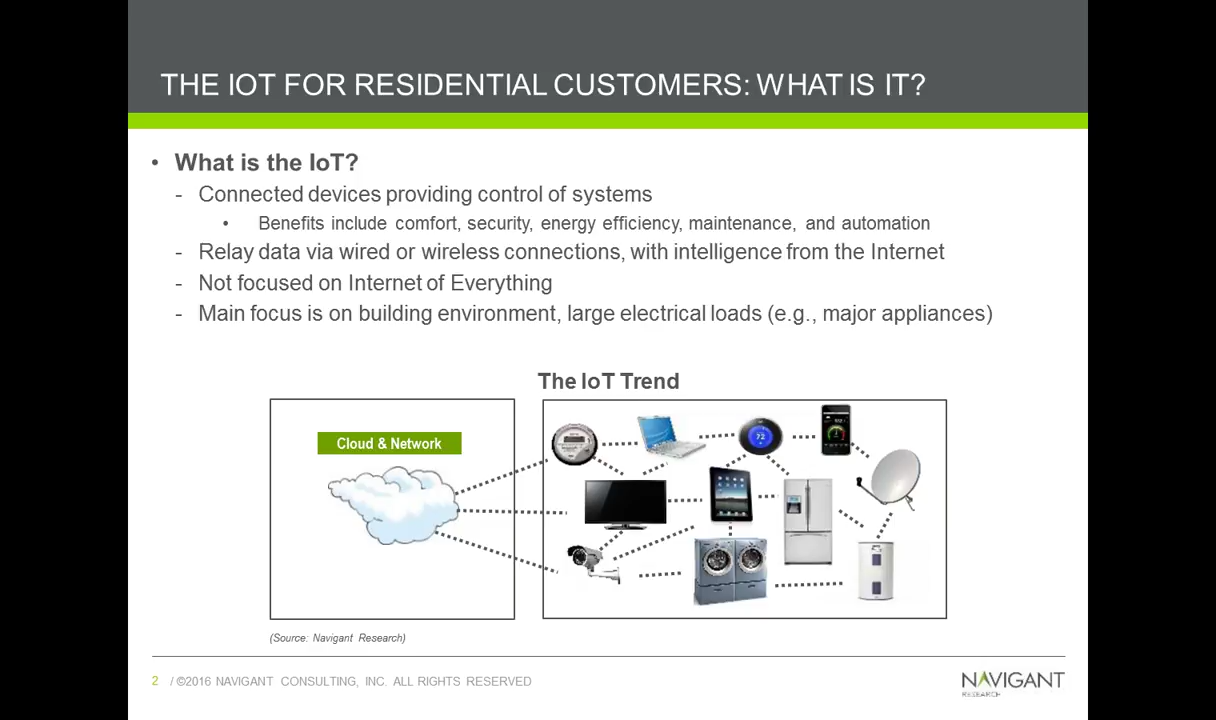 THE IOT FOR RESIDENTIAL CUSTOMERS: WHAT IS IT?
• What is the IoT?
- Connected devices providing control of systems
• Benefits include comfort, security, energy efficiency, maintenance, and automation
- Relay data via wired or wireless connections, with intelligence from the Internet
- Not focused on Internet of Everything
- Main focus is on building environment, large electrical loads (e.g., major appliances)
The IoT Trend
Cloud & Network
72
(Source: Navigant Research)
2 / ©2016 NAVIGANT CONSULTING, INC. ALL RIGHTS RESERVED
NAVIGANT
RESEARCH